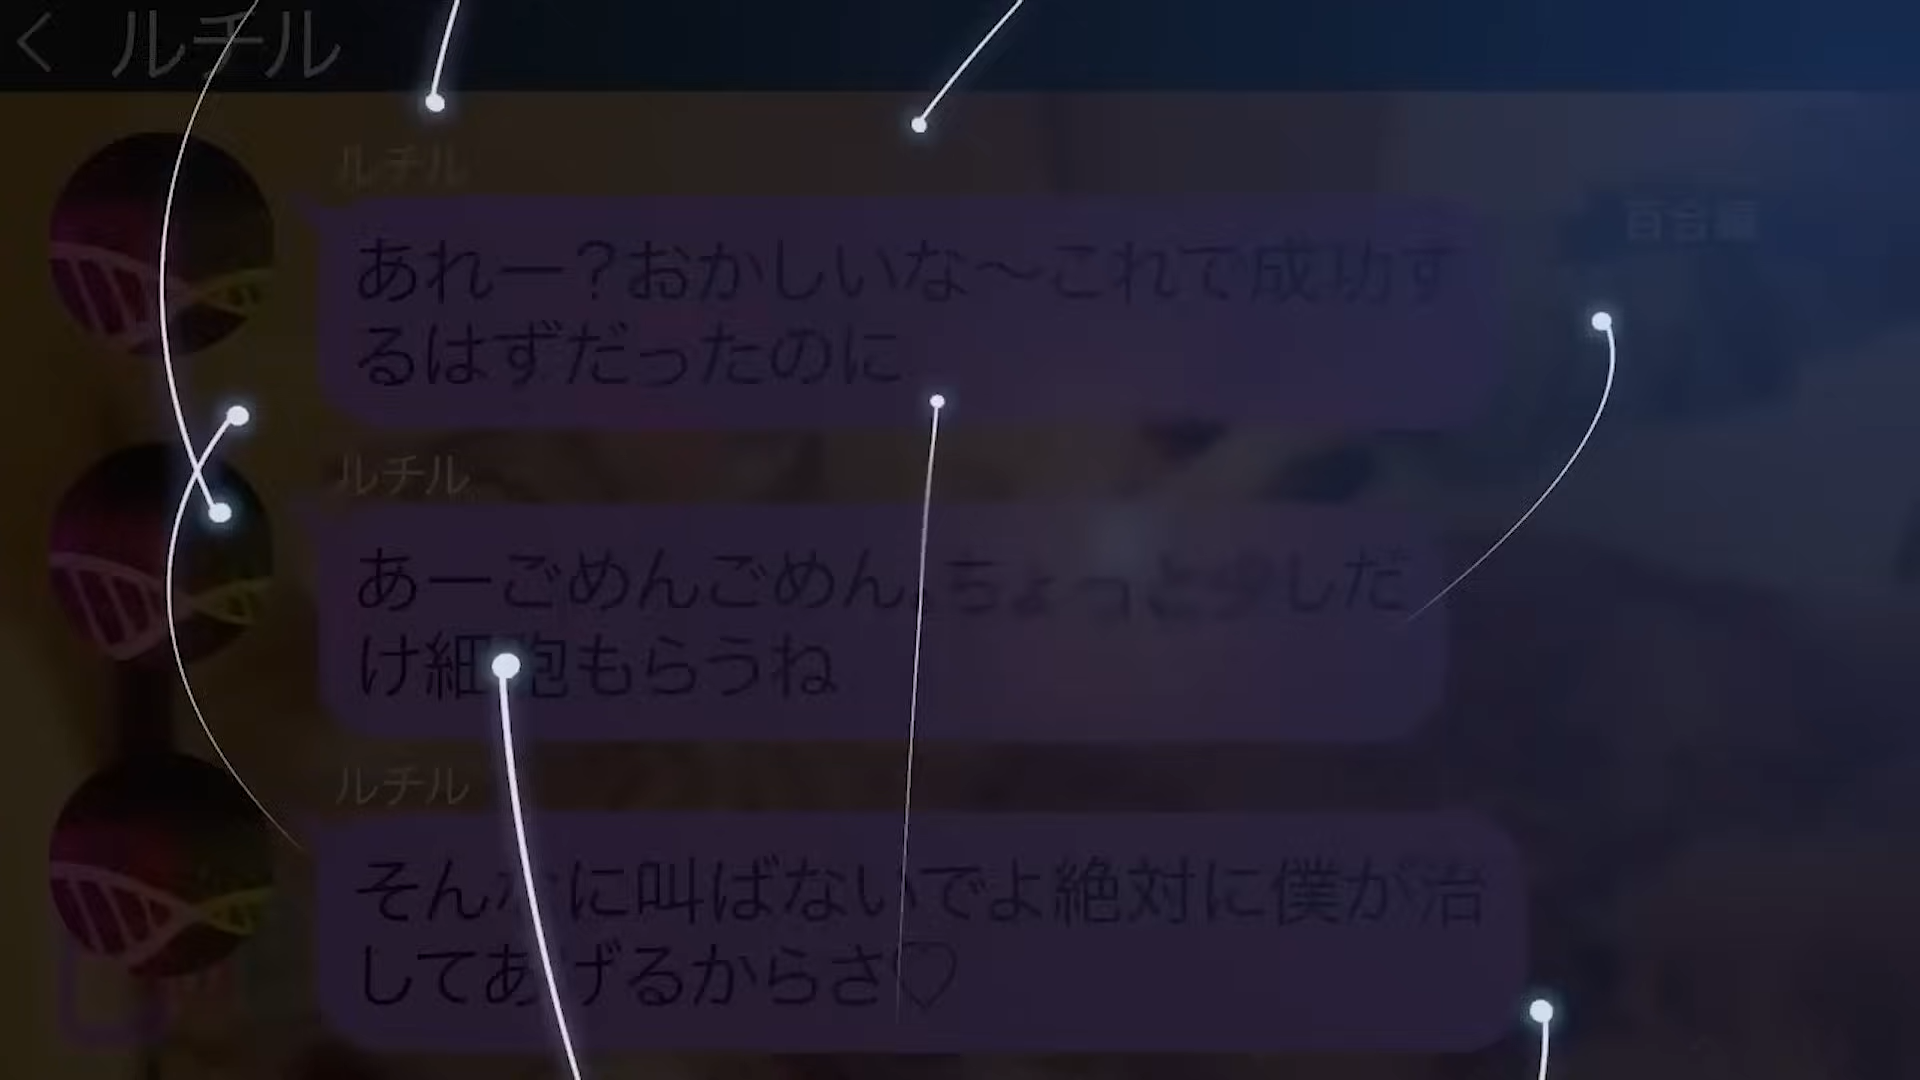 ルチル
ルチル
あれー?おかしいな〜これで成功す
るはずだったのに
ルチル
あーごめんごめん。ちょっと少しだ
け細胞もらうね
ルチル
そんなに叫ばないでよ絶対に僕が治
してあげるからさ♡